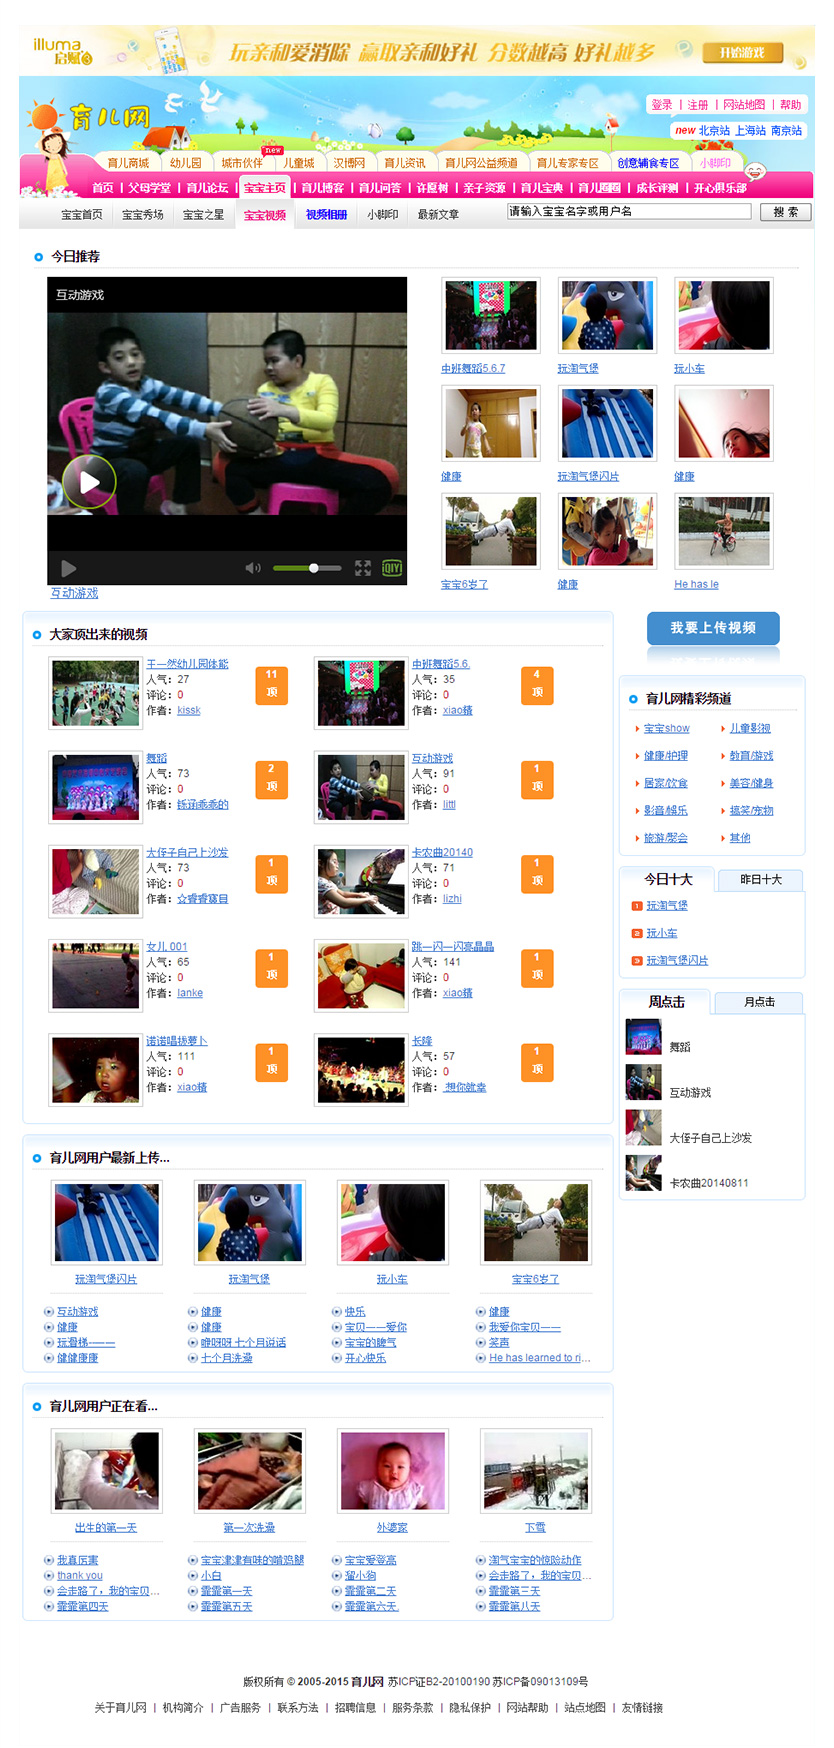 illuma 启赋3 玩亲和爱消除 赢取亲和好礼 分数越高 好礼越多 开始游戏
登录 | 注册 | 网站地图 | 帮助
育儿网
new 北京站 上海站 南京站
new
育儿商城 幼儿园 城市伙伴 儿童城 汉博网 育儿资讯 育儿网公益频道 育儿专家专区 创意辅食专区 小脚印
首页 | 父母学堂 | 育儿论坛 | 宝宝主页 | 育儿博客 | 育儿问答 | 许愿树 | 亲子资源 | 育儿宝典 | 育儿圈圈 | 成长评测 | 开心俱乐部
宝宝首页 宝宝秀场 宝宝之星 宝宝视频 视频相册 小脚印 最新文章 请输入宝宝名字或用户名 搜 索
今日推荐
互动游戏
中班舞蹈5.6.7 玩淘气堡 玩小车
健康 玩淘气堡闪片 健康
宝宝6岁了 健康 He has le
QIY
互动游戏
我要上传视频
大家顶出来的视频
王一然幼儿园体能
人气：27
评论：0
作者：kissk
11
顶
中班舞蹈5.6.
人气：35
评论：0
作者：xiao精
4
顶
舞蹈
人气：73
评论：0
作者：铄涵乖乖的
2
顶
互动游戏
人气：91
评论：0
作者：littl
1
顶
大侄子自己上沙发
人气：73
评论：0
作者：☆睿睿寳貝
1
顶
卡农曲20140
人气：71
评论：0
作者：lizhi
1
顶
女儿 001
人气：65
评论：0
作者：lanke
1
顶
跳一闪一闪亮晶晶
人气：141
评论：0
作者：xiao精
1
顶
诺诺唱拔萝卜
人气：111
评论：0
作者：xiao精
1
顶
长隆
人气：57
评论：0
作者：.想你就幸
1
顶
育儿网精彩频道
宝宝show 儿童影视
健康/护理 教育/游戏
居家/饮食 美容/健身
影音/娱乐 搞笑/宠物
旅游/聚会 其他
今日十大 昨日十大
1 玩淘气堡
2 玩小车
3 玩淘气堡闪片
周点击 月点击
舞蹈
互动游戏
大侄子自己上沙发
卡农曲20140811
育儿网用户最新上传...
玩淘气堡闪片 玩淘气堡 玩小车 宝宝6岁了
互动游戏 健康 快乐 健康
健康 健康 宝贝——爱你 我爱你宝贝——
玩滑梯—— 咿呀呀 七个月说话 宝宝的脾气 笑声
健健康康 七个月洗澡 开心快乐 He has learned to ri...
育儿网用户正在看...
出生的第一天 第一次洗澡 外婆家 下雪
我真厉害 宝宝津津有味的啃鸡腿 宝宝爱登高 淘气宝宝的惊险动作
thank you 小白 溜小狗 会走路了，我的宝贝...
会走路了，我的宝贝... 霏霏第一天 霏霏第二天 霏霏第三天
霏霏第四天 霏霏第五天 霏霏第六天. 霏霏第八天
版权所有 © 2005-2015 育儿网 苏ICP证B2-20100190 苏ICP备09013109号
关于育儿网 | 机构简介 | 广告服务 | 联系方法 | 招聘信息 | 服务条款 | 隐私保护 | 网站帮助 | 站点地图 | 友情链接